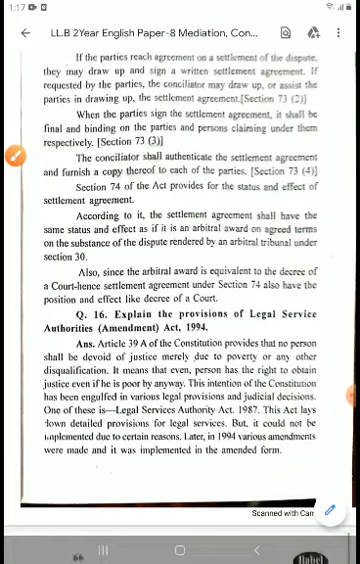 1:17
LL.B 2Year English Paper-8 Mediation, Con...
If the parties reach agreement on a settlement of the dispute,
they may draw up and sign a written settlement agreement. If
requested by the parties, the conciliator may draw up, or assist the
parties in drawing up, the settlement agreement.[Section 73 (2)]
When the parties sign the settlement agreement, it shall be
final and binding on the parties and persons claiming under them
respectively. [Section 73 (3)]
The conciliator shall authenticate the settlement agreement
and furnish a copy thereof to each of the parties. [Section 73 (4)]
Section 74 of the Act provides for the status and effect of
settlement agreement.
According to it, the settlement agreement shall have the
same status and effect as if it is an arbitral award on agreed terms
on the substance of the dispute rendered by an arbitral tribunal under
section 30.
Also, since the arbitral award is equivalent to the decree of
a Court-hence settlement agreement under Section 74 also have the
position and effect like decree of a Court.
Q. 16. Explain the provisions of Legal Service
Authorities (Amendment) Act, 1994.
Ans. Article 39 A of the Constitution provides that no person
shall be devoid of justice merely due to poverty or any other
disqualification. It means that even, person has the right to obtain
justice even if he is poor by anyway. This intention of the Constitution
has been engulfed in various legal provisions and judicial decisions.
One of these is—Legal Services Authority Act. 1987. This Act lays
down detailed provisions for legal services. But, it could not be
implemented due to certain reasons. Later, in 1994 various amendments
were made and it was implemented in the amended form.
Scanned with Cam
66
Babel